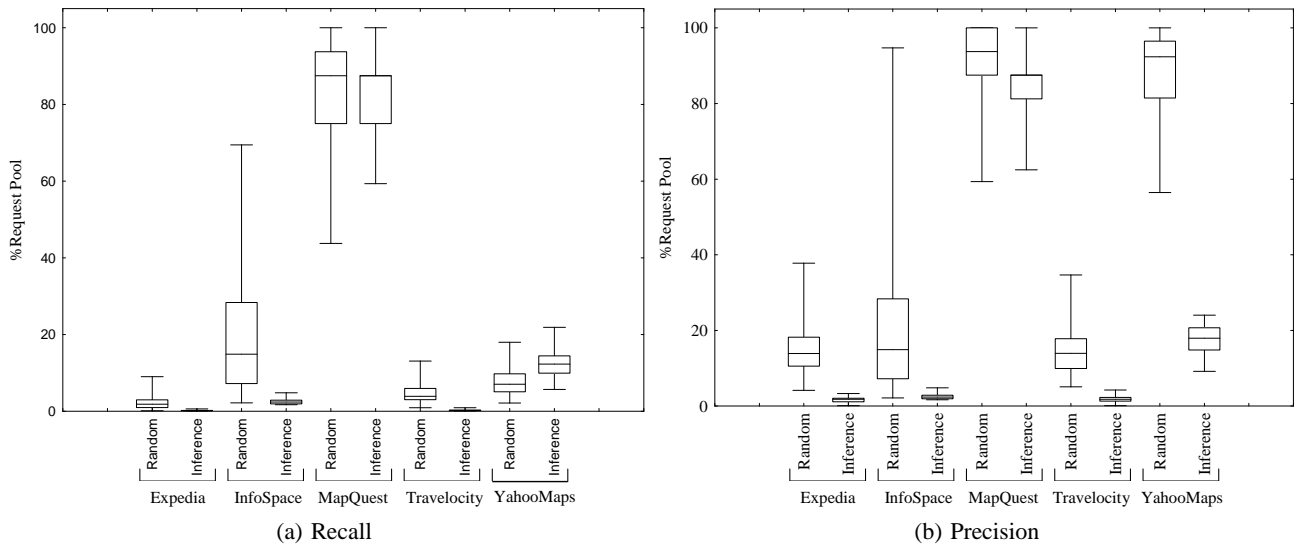 100
80
60
40
20
0
%Request Pool
Random
Inference
Random
Inference
Random
Inference
Random
Inference
Random
Inference
Expedia
InfoSpace
MapQuest
Travelocity
YahooMaps
(a) Recall
100
80
60
40
20
0
%Request Pool
Random
Inference
Random
Inference
Random
Inference
Random
Inference
Random
Inference
Expedia
InfoSpace
MapQuest
Travelocity
YahooMaps
(b) Precision